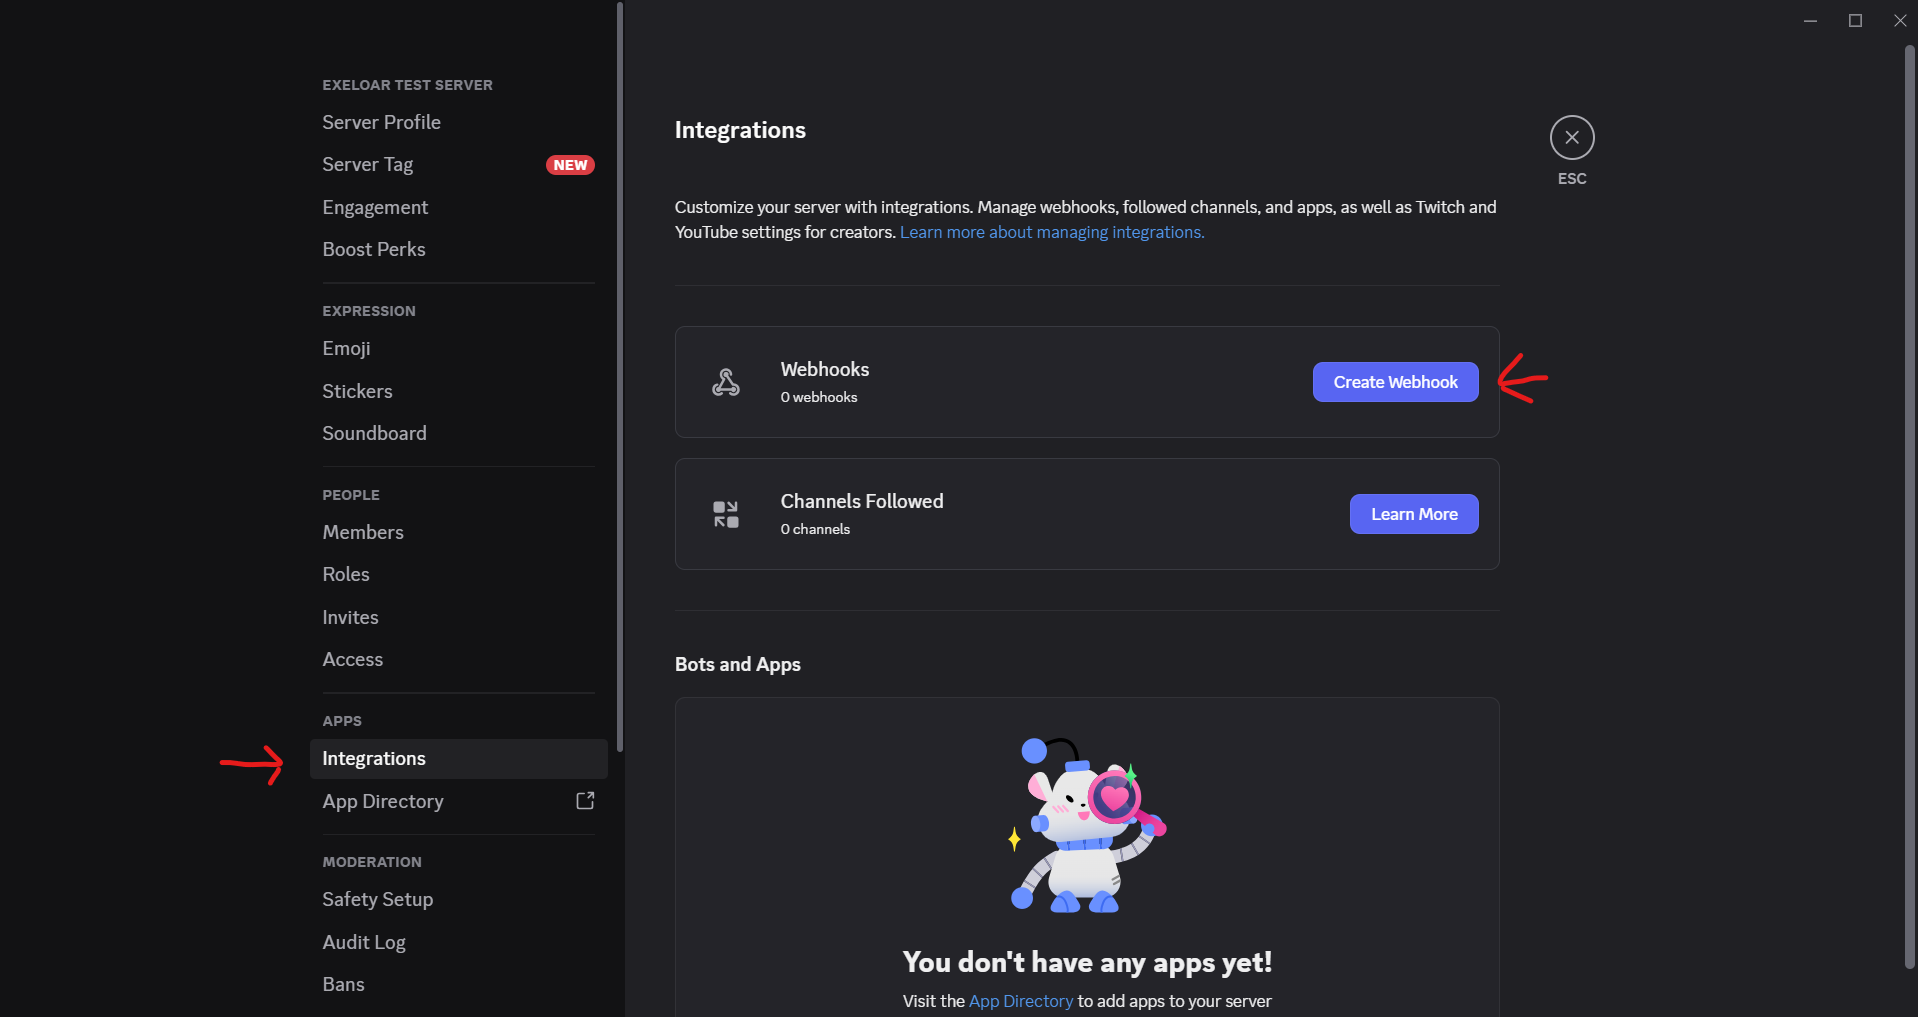 EXELOAR TEST SERVER
Server Profile
Server Tag
NEW
Engagement
Boost Perks
EXPRESSION
Emoji
Stickers
Soundboard
PEOPLE
Members
Roles
Invites
Access
APPS
Integrations
App Directory
MODERATION
Safety Setup
Audit Log
Bans
Integrations
ESC
Customize your server with integrations. Manage webhooks, followed channels, and apps, as well as Twitch and
YouTube settings for creators. Learn more about managing integrations.
Webhooks
0 webhooks
Create Webhook
Channels Followed
0 channels
Learn More
Bots and Apps
You don't have any apps yet!
Visit the App Directory to add apps to your server